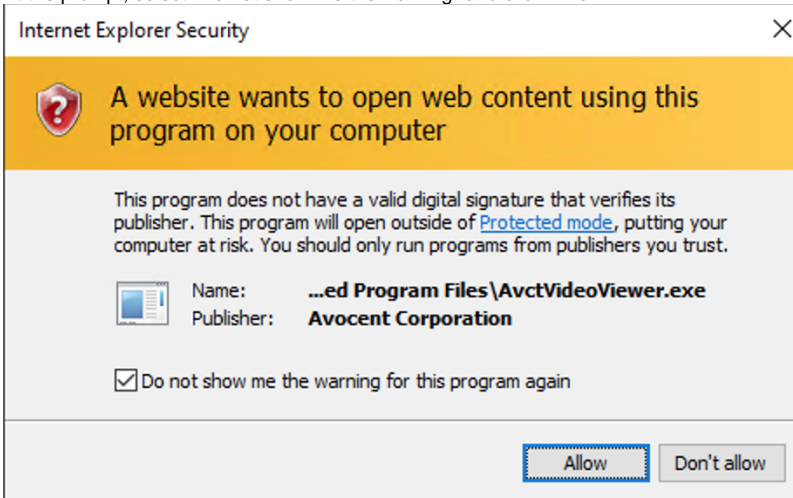 Internet Explorer Security
A website wants to open web content using this
program on your computer
This program does not have a valid digital signature that verifies its
publisher. This program will open outside of Protected mode, putting your
computer at risk. You should only run programs from publishers you trust.
Name: ...ed Program Files\AvctVideoViewer.exe
Publisher: Avocent Corporation
Do not show me the warning for this program again
Allow Don't allow